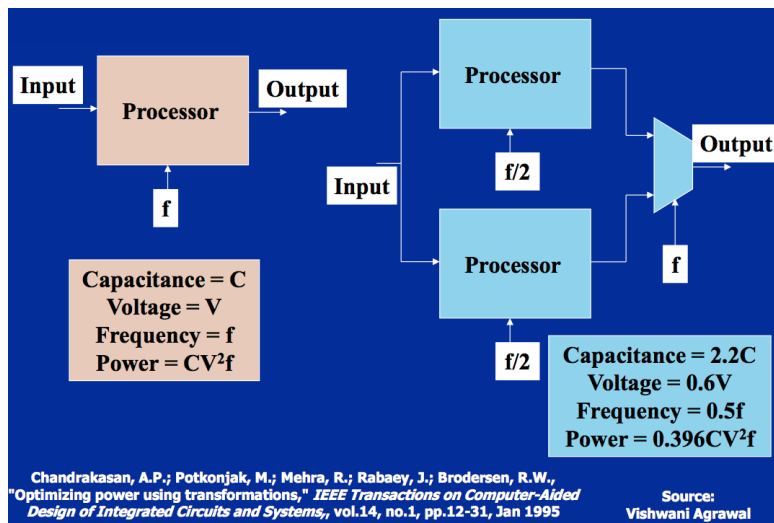 Input
Processor
Output
f
Capacitance = C
Voltage = V
Frequency = f
Power = CV²f
Processor
f/2
Input
Output
Processor
f
f/2
Capacitance = 2.2C
Voltage = 0.6V
Frequency = 0.5f
Power = 0.396CV²f
Chandrakasan, A.P.; Potkonjak, M.; Mehra, R.; Rabaey, J.; Brodersen, R.W.,
"Optimizing power using transformations," IEEE Transactions on Computer-Aided
Design of Integrated Circuits and Systems,, vol.14, no.1, pp.12-31, Jan 1995
Source:
Vishwani Agrawal